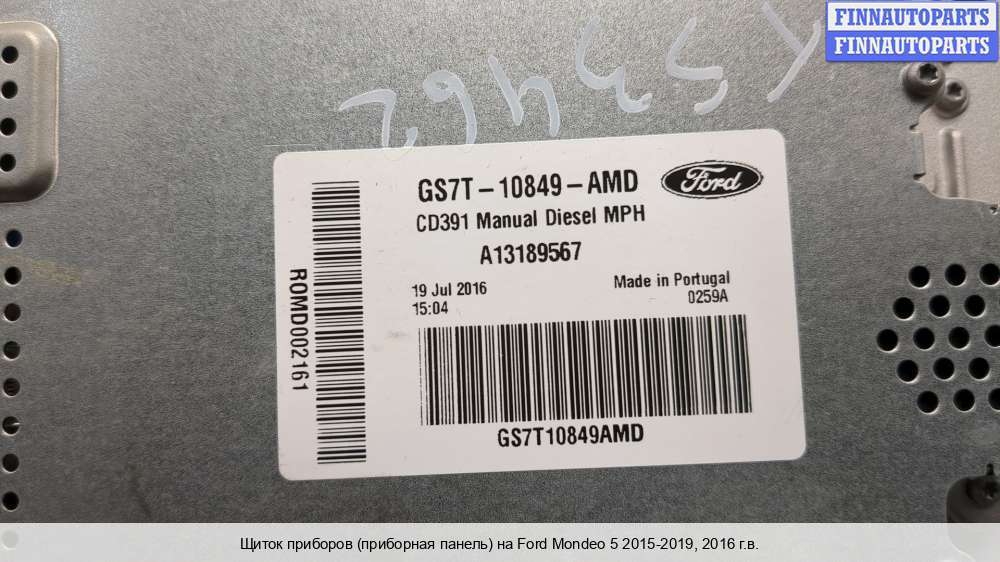 FINNAUTOPARTS
FINNAUTOPARTS
GS7T-10849-AMD
Ford
CD391 Manual Diesel MPH
A13189567
19 Jul 2016
15:04
Made in Portugal
0259A
ROMD002161
GS7T10849AMD
Щиток приборов (приборная панель) на Ford Mondeo 5 2015-2019, 2016 г.в.